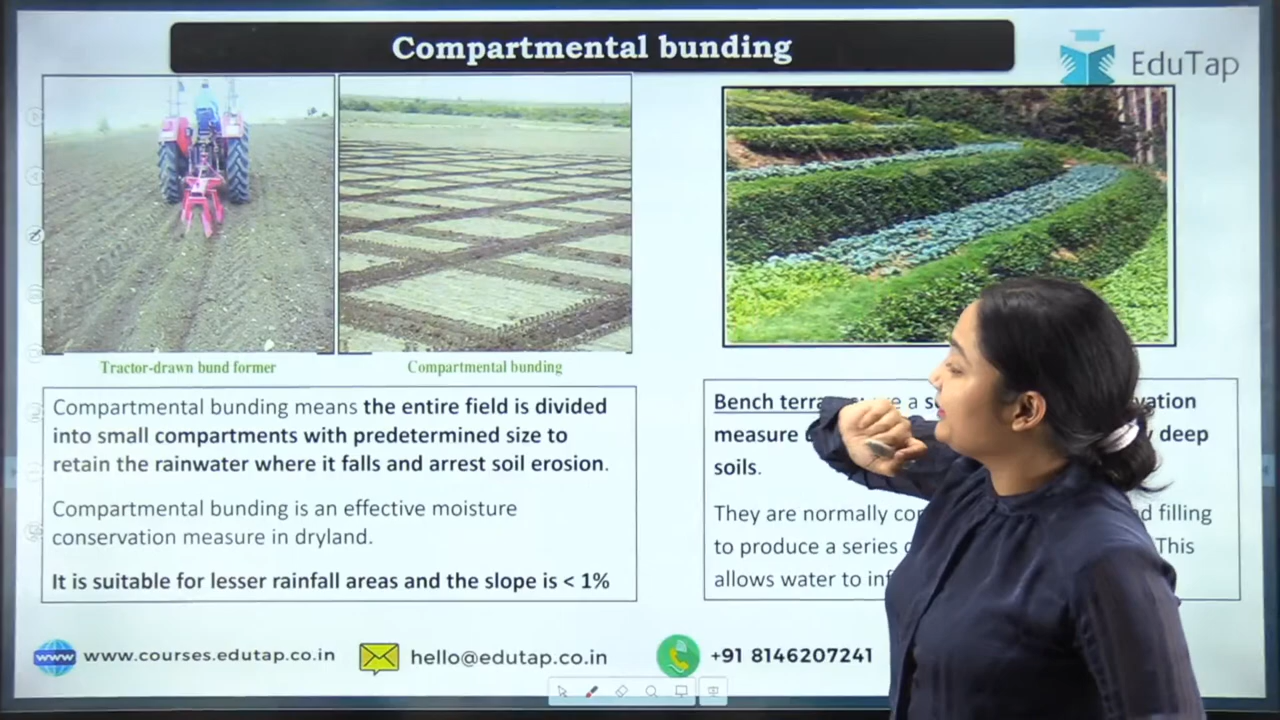 Compartmental bunding
EduTap
Tractor-drawn bund former
Compartmental bunding
Compartmental bunding means the entire field is divided
into small compartments with predetermined size to
retain the rainwater where it falls and arrest soil erosion.
Compartmental bunding is an effective moisture
conservation measure in dryland.
It is suitable for lesser rainfall areas and the slope is < 1%
Bench
measure deep
soils.
They are normally filling
to produce a series This
allows water to
www www.courses.edutap.co.in
hello@edutap.co.in
+91 8146207241